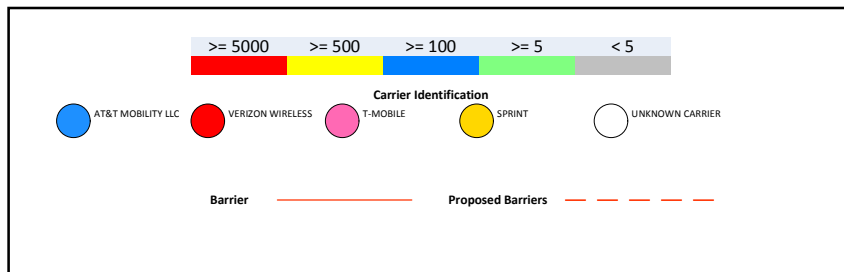 >= 5000 >= 500 >= 100 >= 5 < 5
Carrier Identification
AT&T MOBILITY LLC VERIZON WIRELESS T-MOBILE SPRINT UNKNOWN CARRIER
Barrier Proposed Barriers